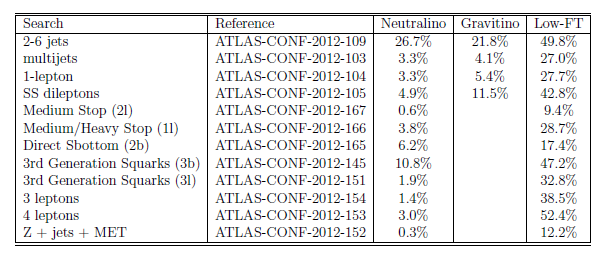 Search Reference Neutralino Gravitino Low-FT
2-6 jets ATLAS-CONF-2012-109 26.7% 21.8% 49.8%
multijets ATLAS-CONF-2012-103 3.3% 4.1% 27.0%
1-lepton ATLAS-CONF-2012-104 3.3% 5.4% 27.7%
SS dileptons ATLAS-CONF-2012-105 4.9% 11.5% 42.8%
Medium Stop (2l) ATLAS-CONF-2012-167 0.6% 9.4%
Medium/Heavy Stop (1l) ATLAS-CONF-2012-166 3.8% 28.7%
Direct Sbottom (2b) ATLAS-CONF-2012-165 6.2% 17.4%
3rd Generation Squarks (3b) ATLAS-CONF-2012-145 10.8% 47.2%
3rd Generation Squarks (3l) ATLAS-CONF-2012-151 1.9% 32.8%
3 leptons ATLAS-CONF-2012-154 1.4% 38.5%
4 leptons ATLAS-CONF-2012-153 3.0% 52.4%
Z + jets + MET ATLAS-CONF-2012-152 0.3% 12.2%